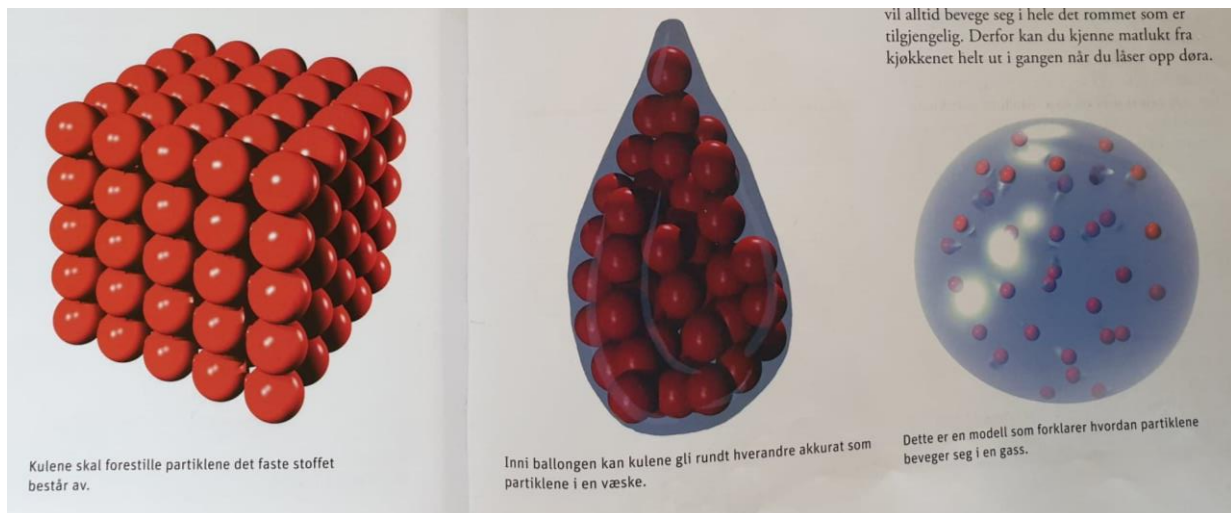 vil alltid bevege seg i hele det rommet som er
tilgjengelig. Derfor kan du kjenne matlukt fra
kjøkkenet helt ut i gangen når du låser opp døra.
Kulene skal forestille partiklene det faste stoffet
består av.
Inni ballongen kan kulene gli rundt hverandre akkurat som
partiklene i en væske.
Dette er en modell som forklarer hvordan partiklene
beveger seg i en gass.